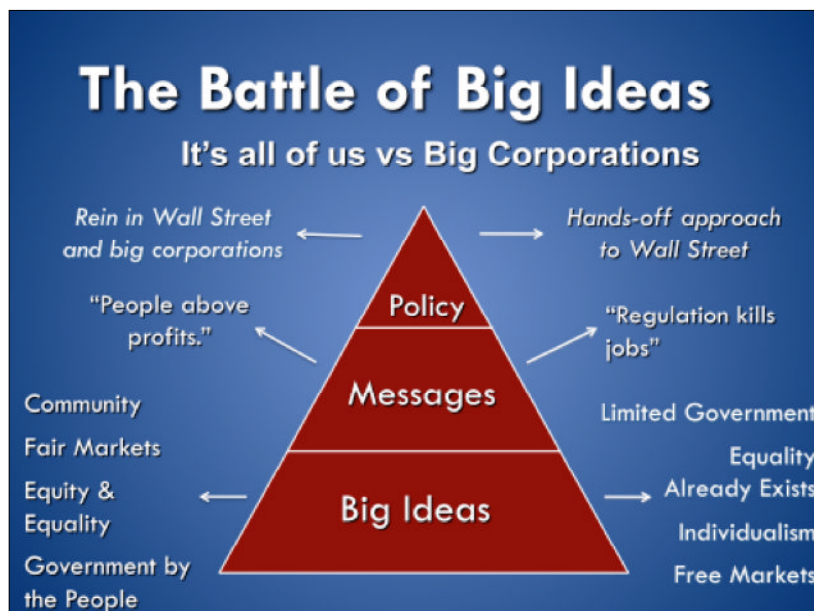 The Battle of Big Ideas
It's all of us vs Big Corporations
Rein in Wall Street
and big corporations
Hands-off approach
to Wall Street
Policy
“People above
profits.”
“Regulation kills
jobs”
Messages
Community
Fair Markets
Equity &
Equality
Government by
the People
Big Ideas
Limited Government
Equality
Already Exists
Individualism
Free Markets